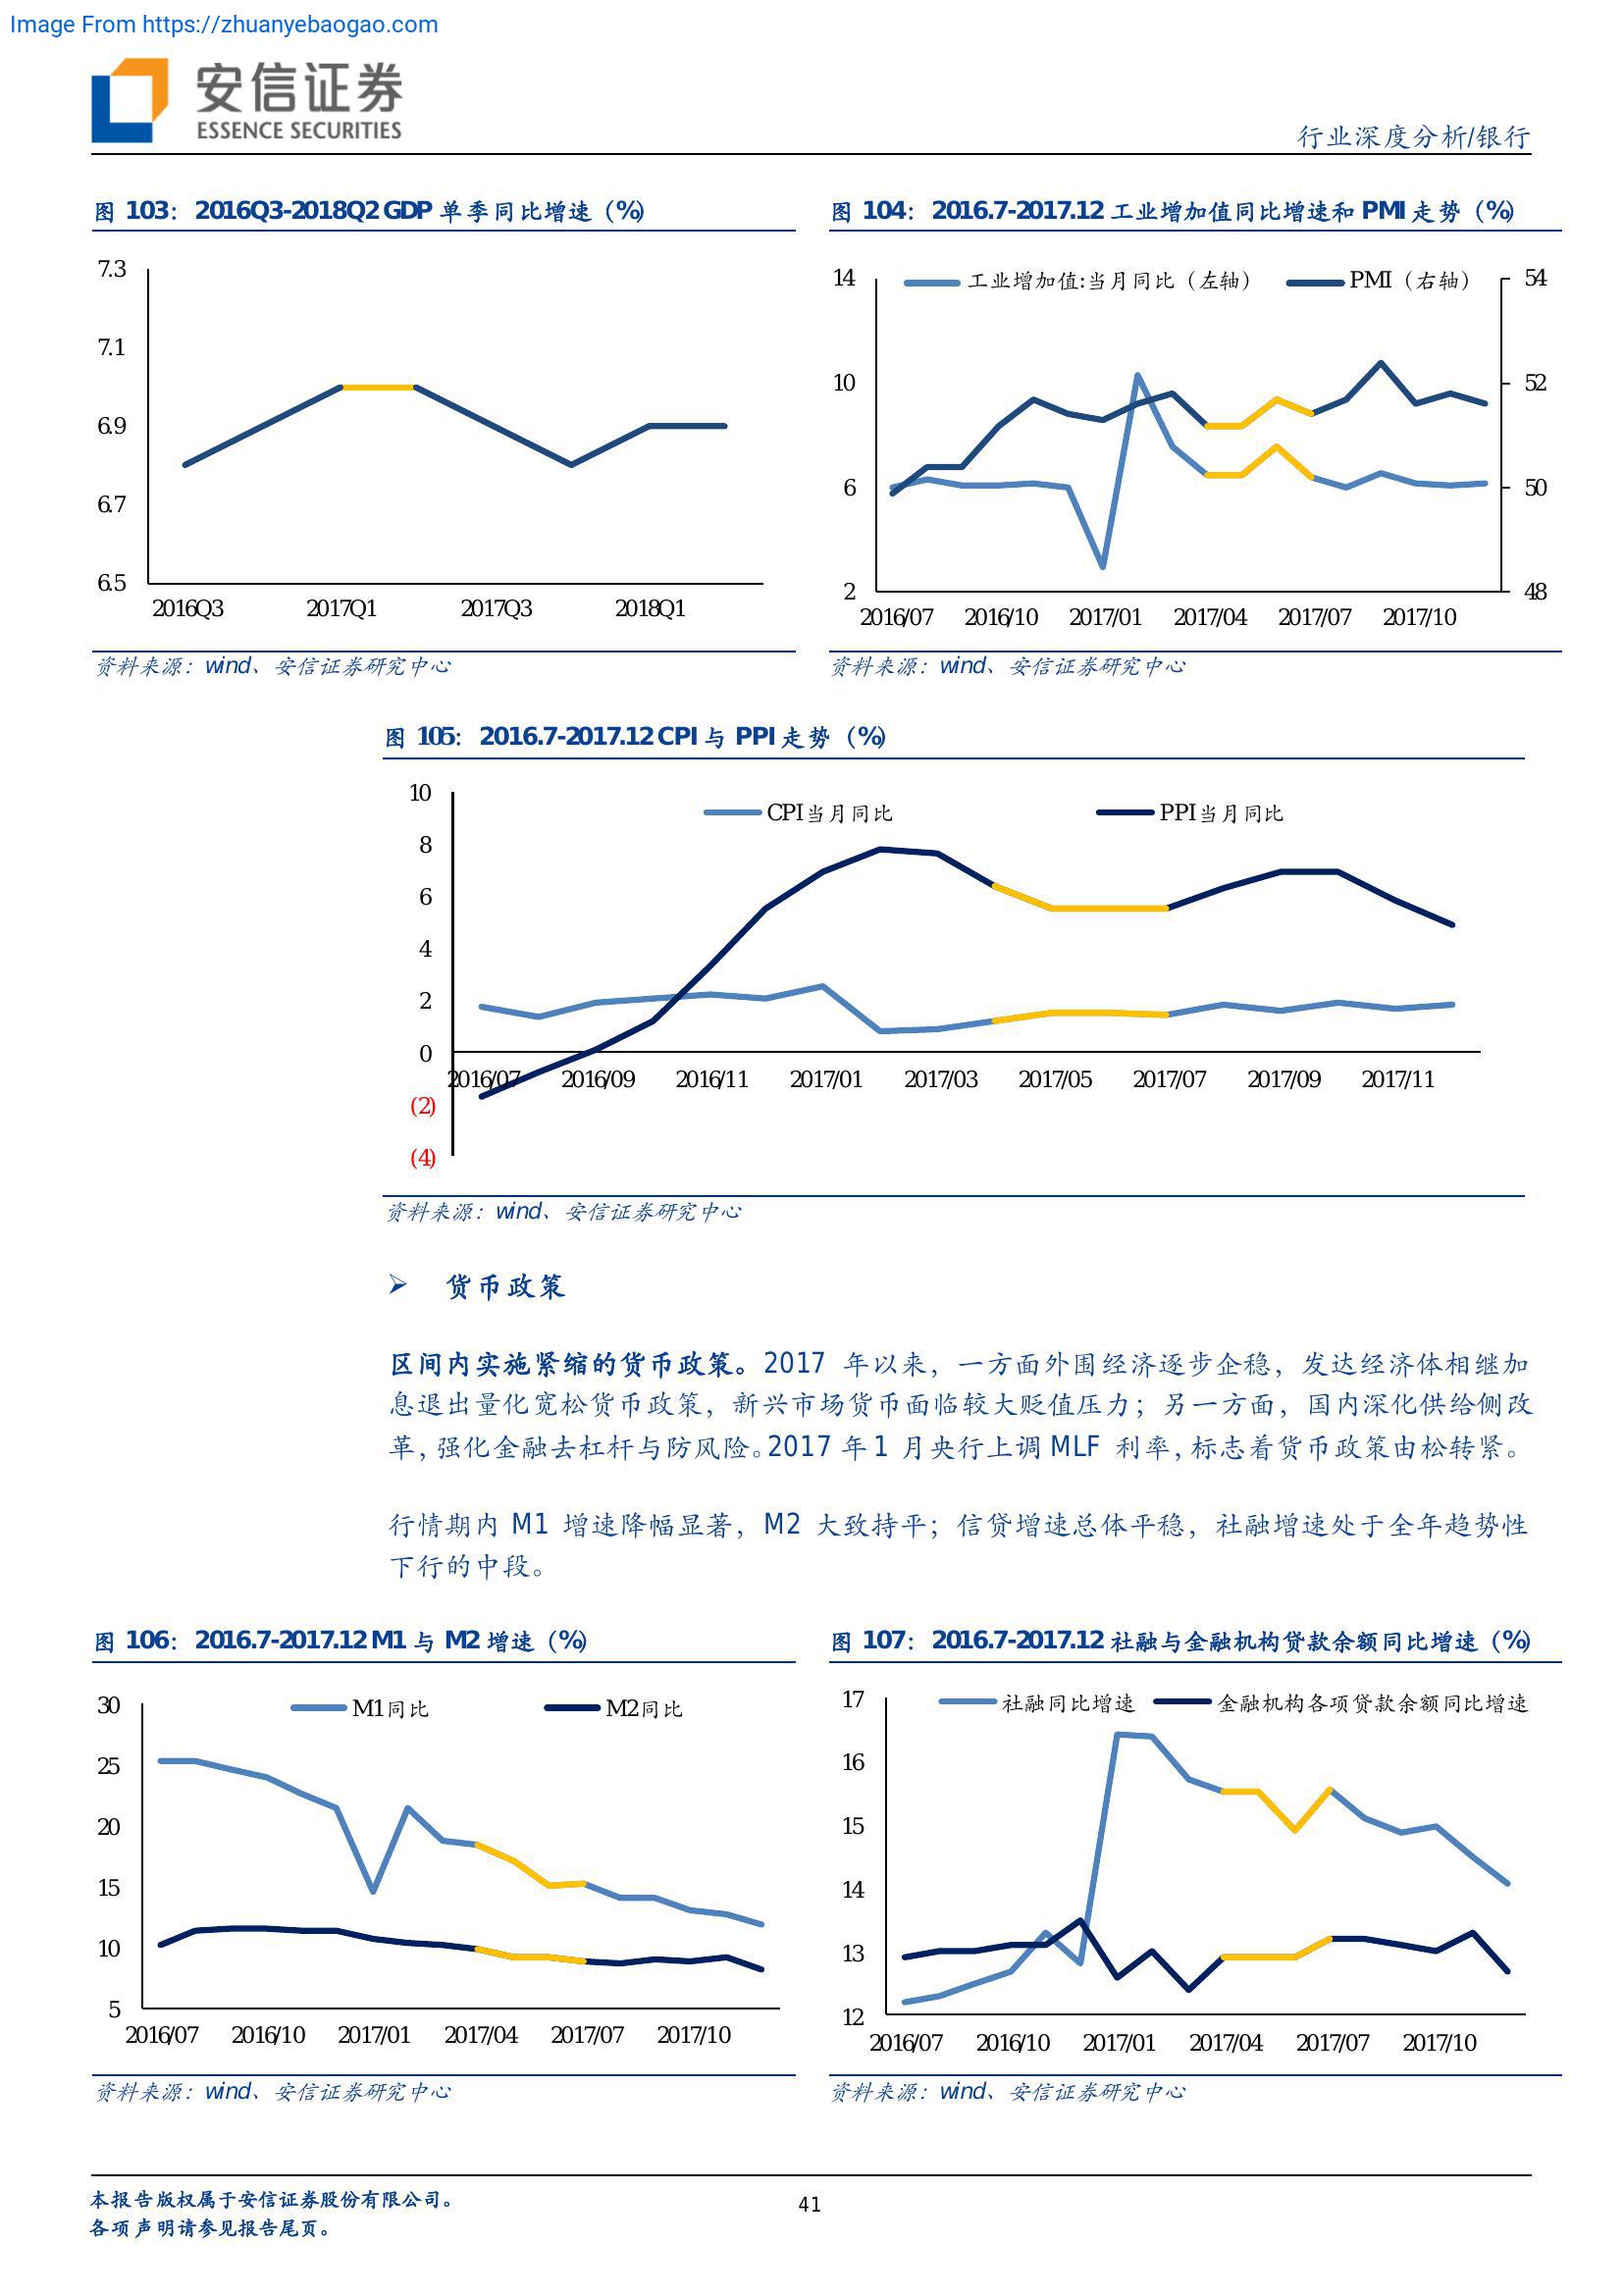 Image From https://zhuanyebaogao.com
安信证券
ESSENCE SECURITIES
行业深度分析/银行
图 103：2016Q3-2018Q2 GDP 单季同比增速（%）
7.3
7.1
6.9
6.7
6.5
2016Q3 2017Q1 2017Q3 2018Q1
资料来源：wind、安信证券研究中心
图 104：2016.7-2017.12 工业增加值同比增速和 PMI 走势（%）
工业增加值:当月同比（左轴） PMI（右轴）
14 54
10 52
6 50
2 48
2016/07 2016/10 2017/01 2017/04 2017/07 2017/10
资料来源：wind、安信证券研究中心
图 105：2016.7-2017.12 CPI 与 PPI 走势（%）
CPI当月同比 PPI当月同比
10
8
6
4
2
0
(2)
(4)
2016/07 2016/09 2016/11 2017/01 2017/03 2017/05 2017/07 2017/09 2017/11
资料来源：wind、安信证券研究中心
➢ 货币政策
区间内实施紧缩的货币政策。2017 年以来，一方面外围经济逐步企稳，发达经济体相继加
息退出量化宽松货币政策，新兴市场货币面临较大贬值压力；另一方面，国内深化供给侧改
革，强化金融去杠杆与防风险。2017 年 1 月央行上调 MLF 利率，标志着货币政策由松转紧。
行情期内 M1 增速降幅显著，M2 大致持平；信贷增速总体平稳，社融增速处于全年趋势性
下行的中段。
图 106：2016.7-2017.12 M1 与 M2 增速（%）
M1同比 M2同比
30
25
20
15
10
5
2016/07 2016/10 2017/01 2017/04 2017/07 2017/10
资料来源：wind、安信证券研究中心
图 107：2016.7-2017.12 社融与金融机构贷款余额同比增速（%）
社融同比增速 金融机构各项贷款余额同比增速
17
16
15
14
13
12
2016/07 2016/10 2017/01 2017/04 2017/07 2017/10
资料来源：wind、安信证券研究中心
本报告版权属于安信证券股份有限公司。
各项声明请参见报告尾页。
41